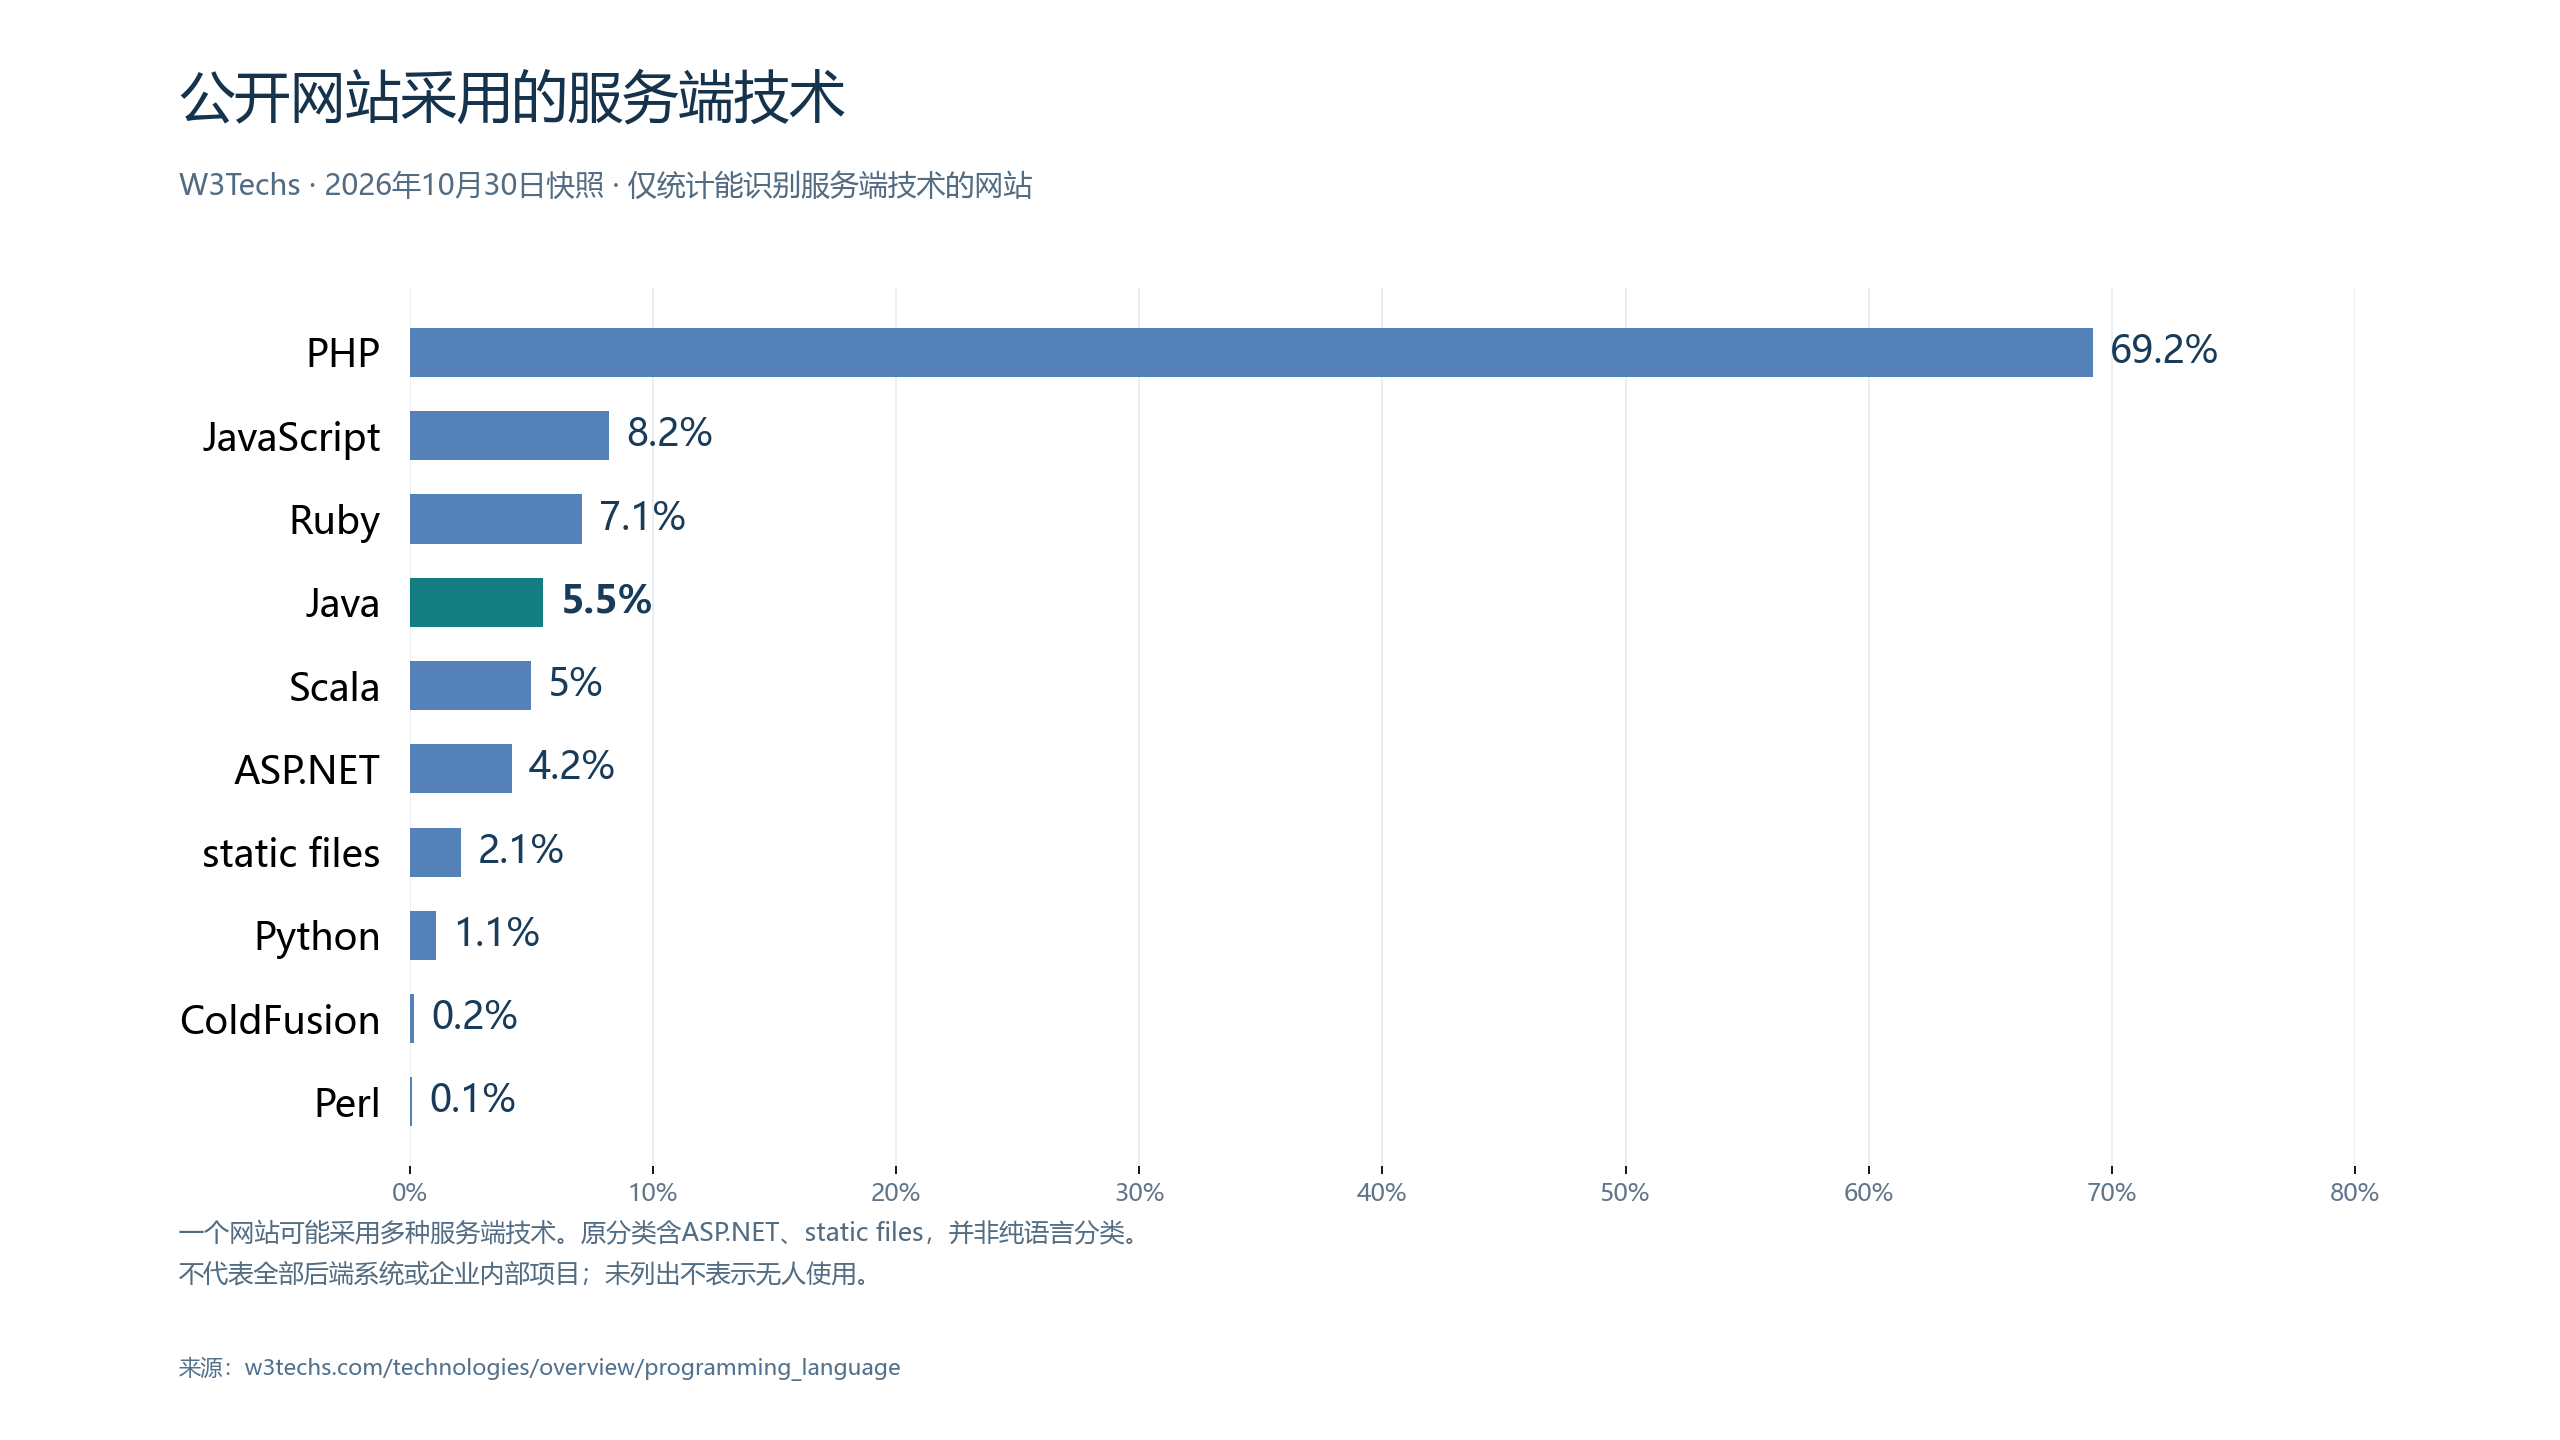 公开网站采用的服务端技术
W3Techs · 2026年10月30日快照 · 仅统计能识别服务端技术的网站
PHP 69.2%
JavaScript 8.2%
Ruby 7.1%
Java 5.5%
Scala 5%
ASP.NET 4.2%
static files 2.1%
Python 1.1%
ColdFusion 0.2%
Perl 0.1%
0% 10% 20% 30% 40% 50% 60% 70% 80%
一个网站可能采用多种服务端技术。原分类含ASP.NET、static files，并非纯语言分类。
不代表全部后端系统或企业内部项目；未列出不表示无人使用。
来源：w3techs.com/technologies/overview/programming_language